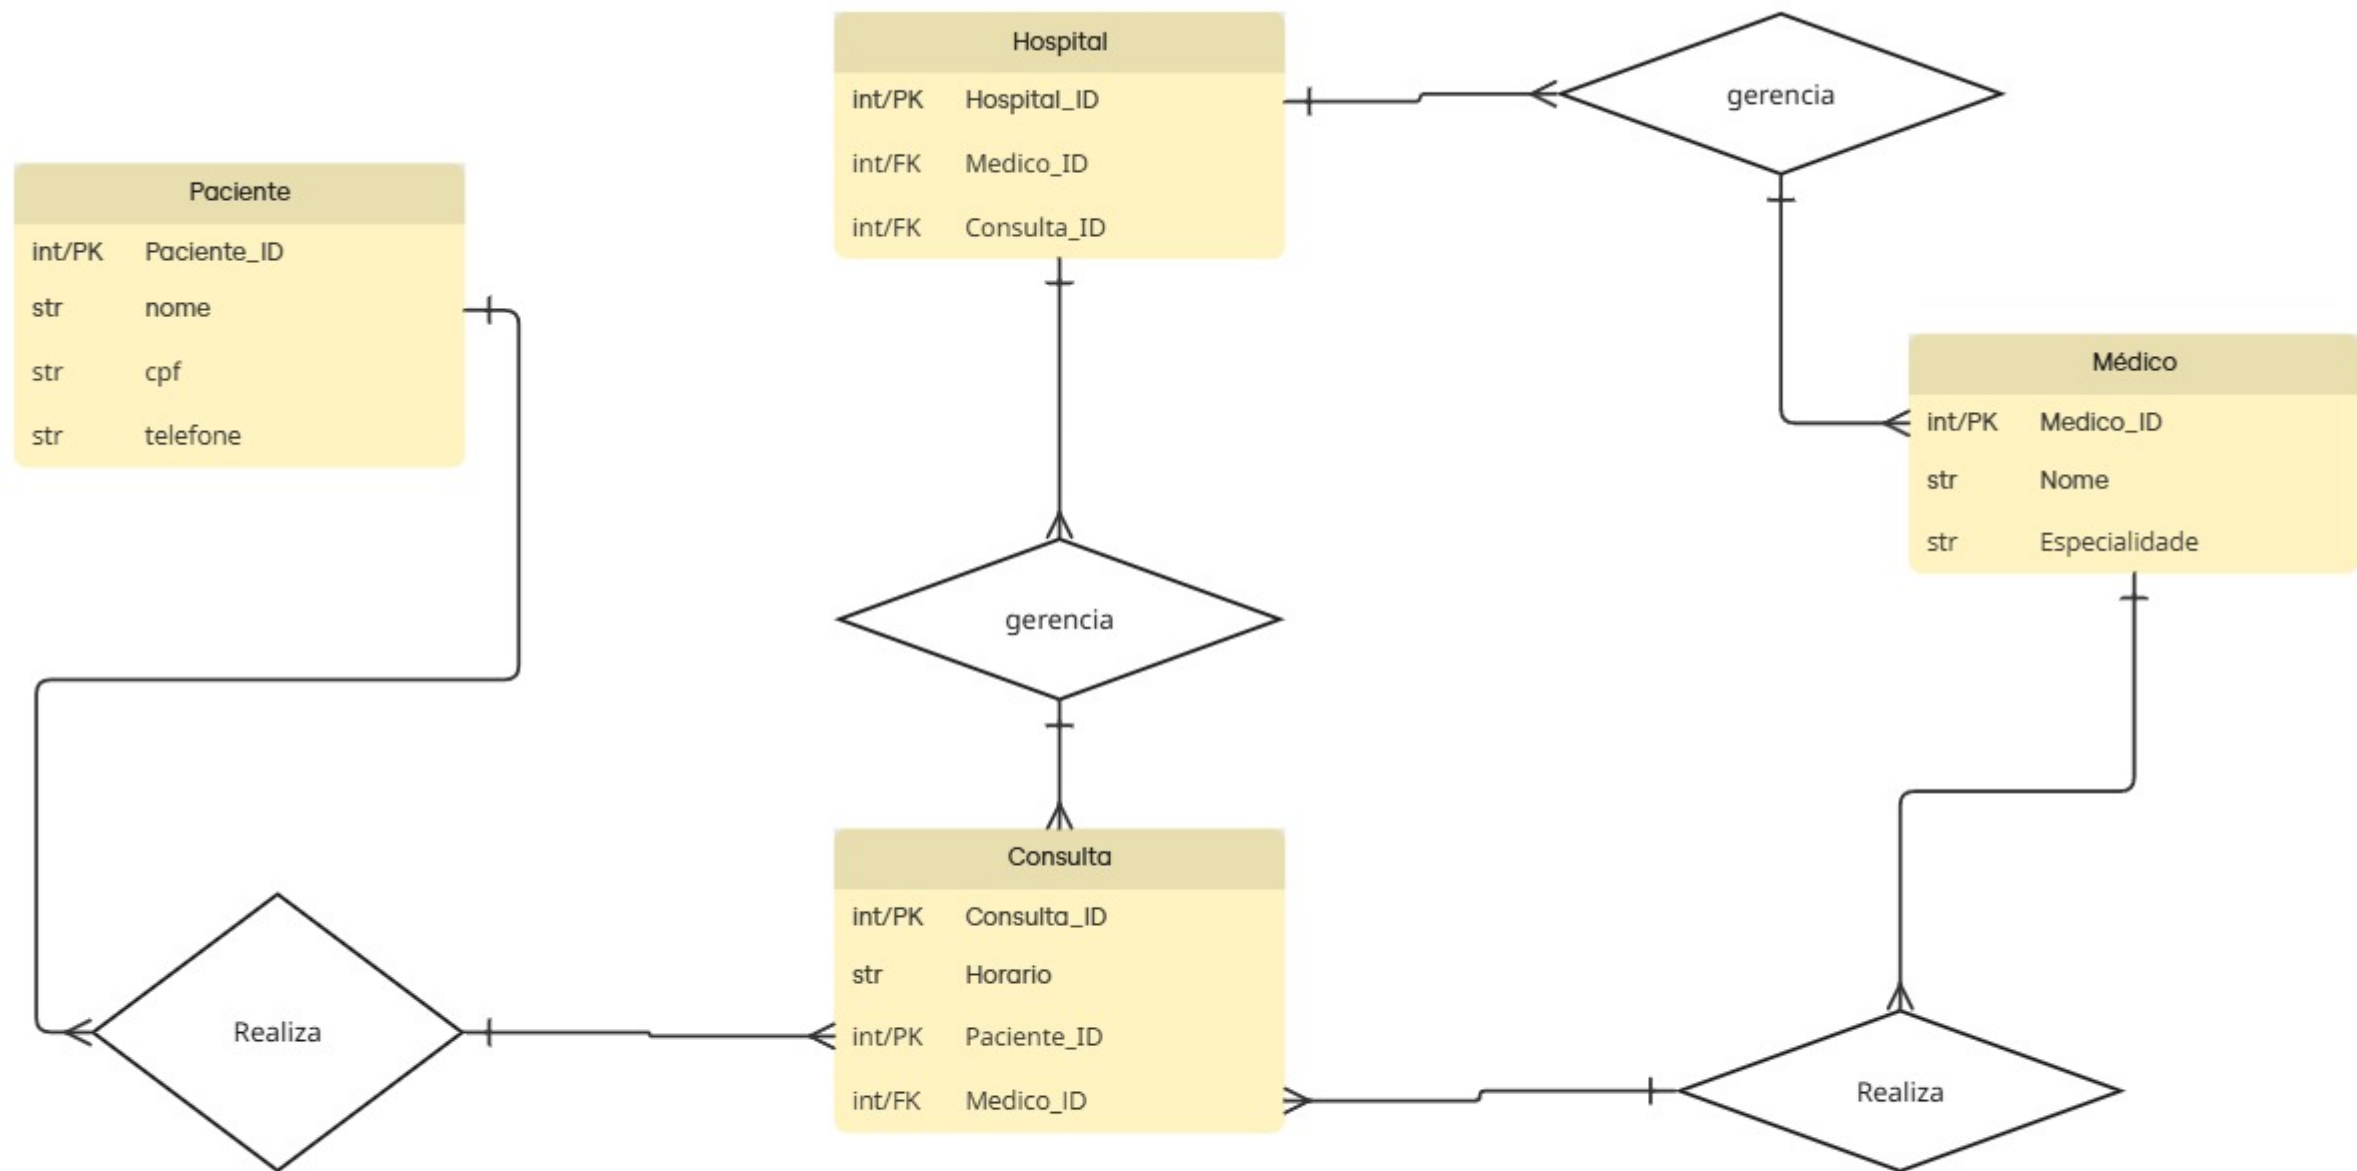 Hospital
int/PK Hospital_ID
int/FK Medico_ID
int/FK Consulta_ID
gerencia
Paciente
int/PK Paciente_ID
str nome
str cpf
str telefone
Médico
int/PK Medico_ID
str Nome
str Especialidade
gerencia
Consulta
int/PK Consulta_ID
str Horario
int/PK Paciente_ID
int/FK Medico_ID
Realiza
Realiza